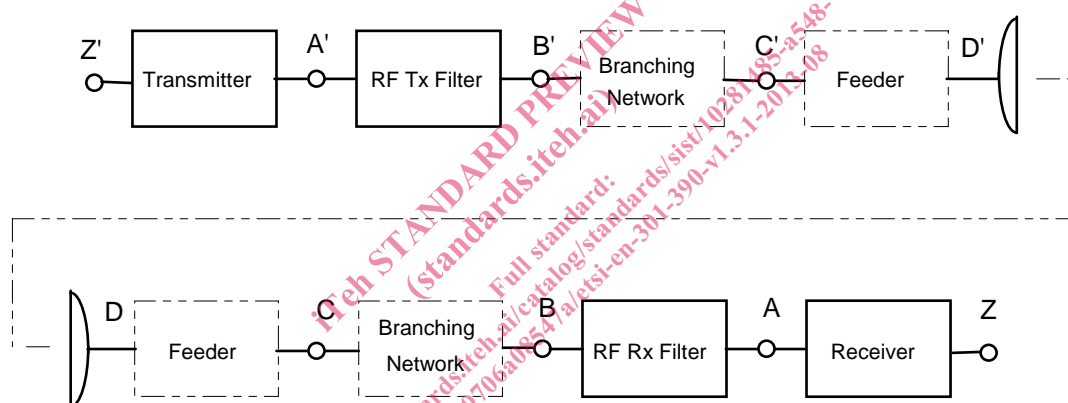 Z'
Transmitter
A'
RF Tx Filter
B'
Branching
Network
C'
Feeder
D'
D
Feeder
C
Branching
Network
B
RF Rx Filter
A
Receiver
Z
iTeh STANDARD PREVIEW
(standards.iteh.ai)
Full standard: